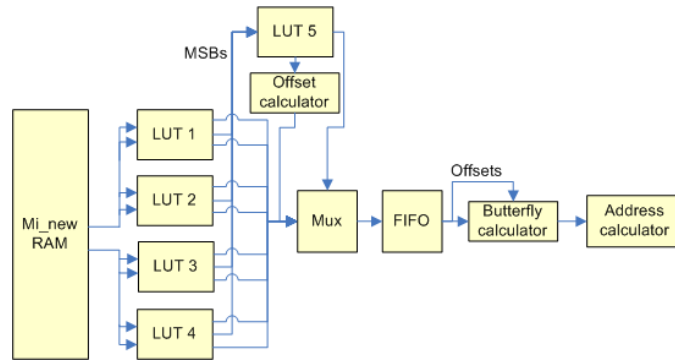 LUT 5
MSBs
Offset
calculator
LUT 1
LUT 2
Mi_new
RAM
LUT 3
LUT 4
Mux
FIFO
Offsets
Butterfly
calculator
Address
calculator